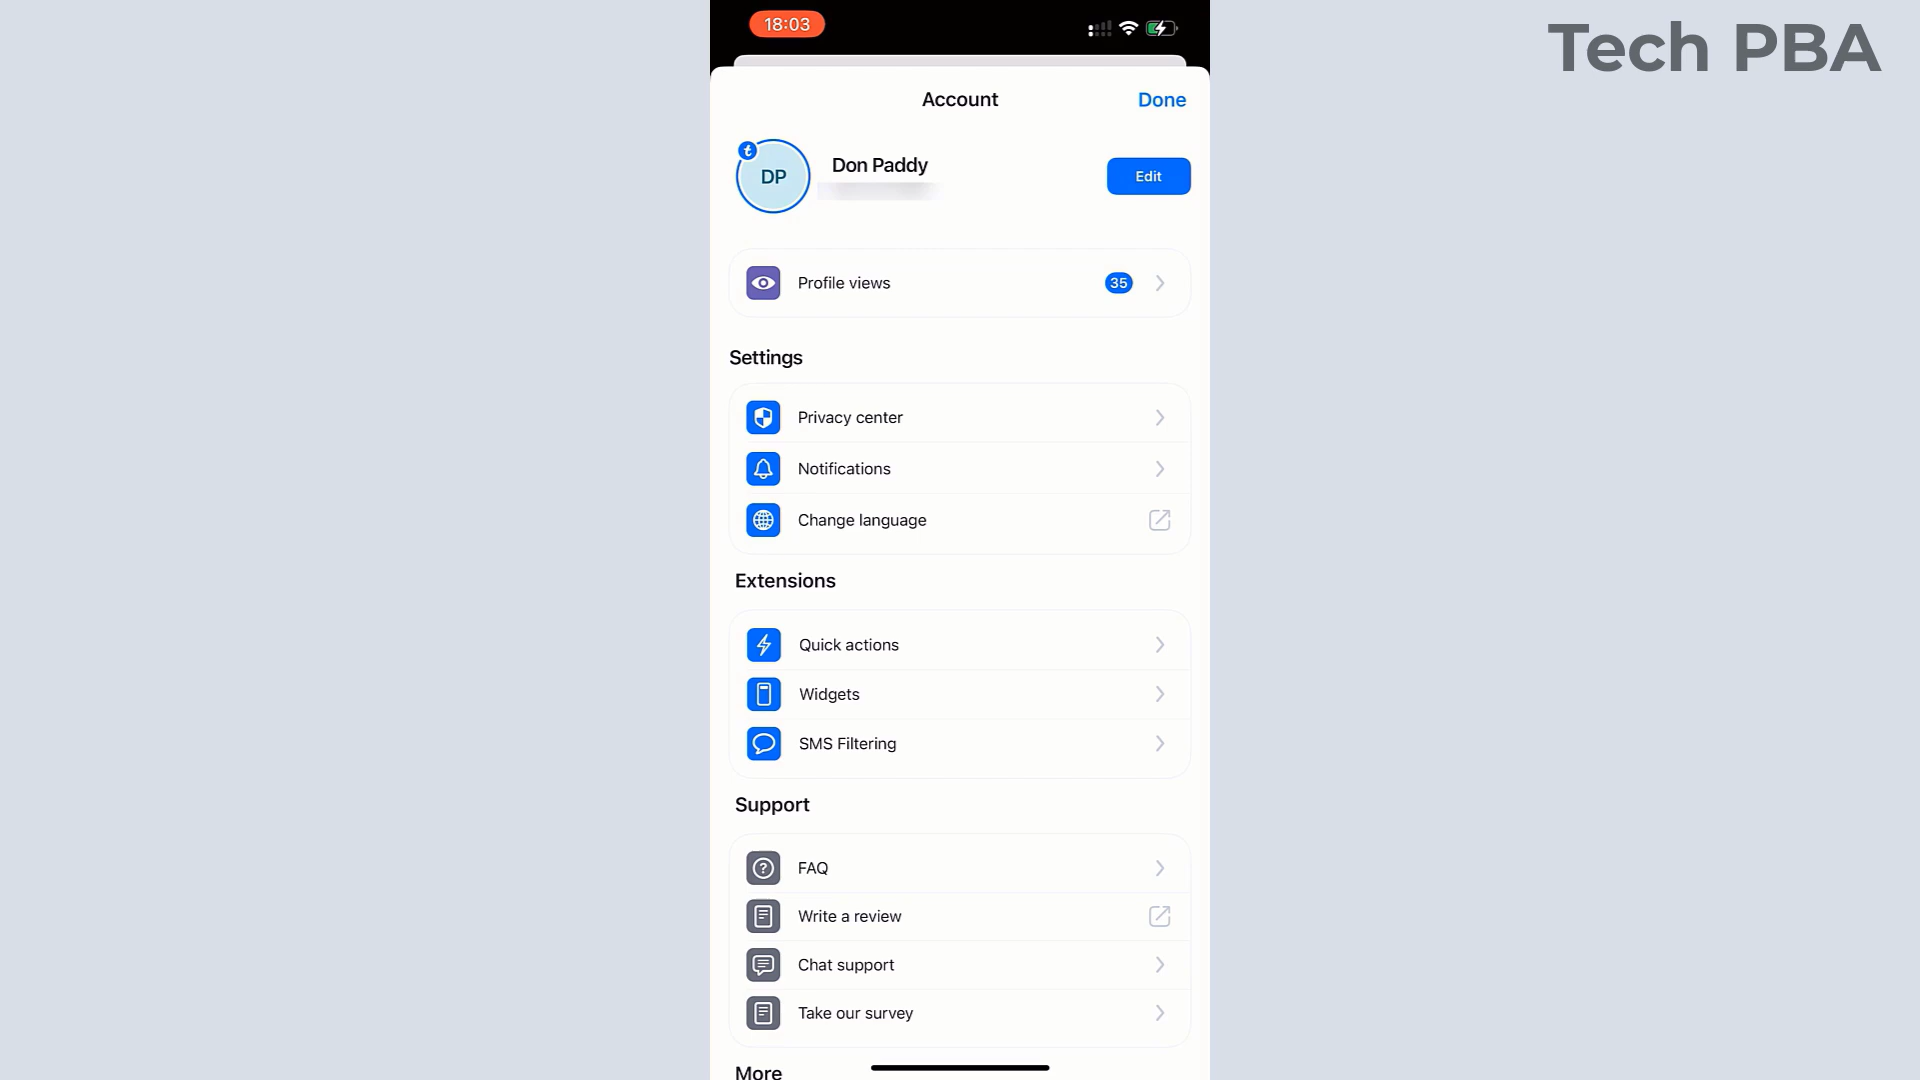 18:03
Tech PBA
Account
Done
t
DP
Don Paddy
Edit
Profile views
35
Settings
Privacy center
Notifications
Change language
Extensions
Quick actions
Widgets
SMS Filtering
Support
FAQ
Write a review
Chat support
Take our survey
More